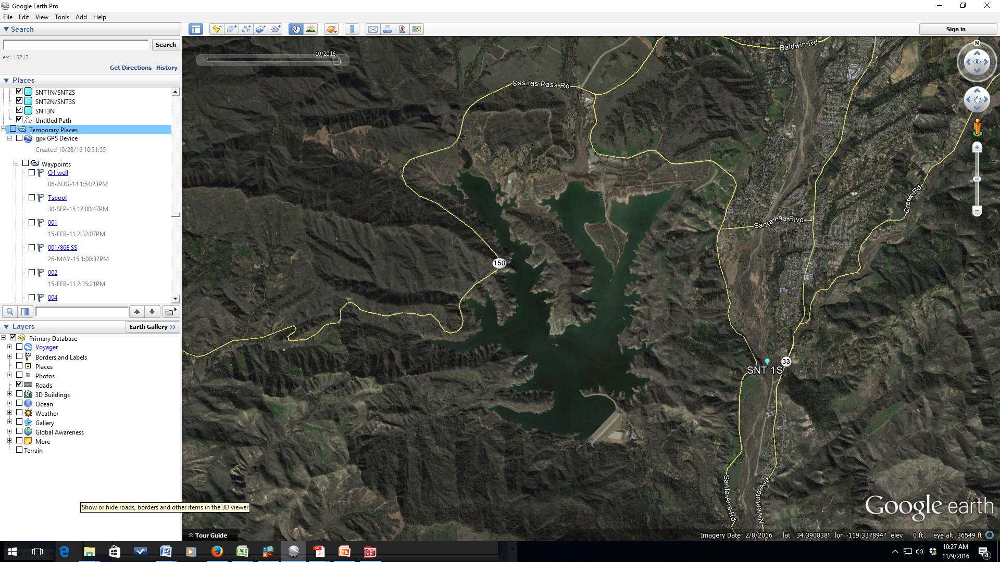 Google Earth Pro
File Edit View Tools Add Help
Search
Search
ex: 15213
Get Directions History
Places
SNT1N/SNT2S
SNT2N/SNT3S
SNT3N
Untitled Path
Temporary Places
gpx GPS Device
Created 10/28/16 10:31:55
Waypoints
Q1 well
06-AUG-14 1:54:23PM
Tspool
30-SEP-15 12:00:47PM
001
15-FEB-11 2:32:07PM
001/86E SS
26-MAY-15 1:00:32PM
002
15-FEB-11 2:35:21PM
004
Layers
Earth Gallery >>
Primary Database
Voyager
Borders and Labels
Places
Photos
Roads
3D Buildings
Ocean
Weather
Gallery
Global Awareness
More
Terrain
Show or hide roads, borders and other items in the 3D viewer
Sign in
10/2016
N
Baldwin Rd
Casitas Pass Rd
Creek Rd
Santa Ana Blvd
150
33
SNT 1S
Santa Ana Rd
N Ventura Ave
Google earth
Tour Guide
Imagery Date: 2/8/2016 lat 34.390838° lon -119.337894° elev 0 ft eye alt 36549 ft
10:27 AM
11/9/2016
4